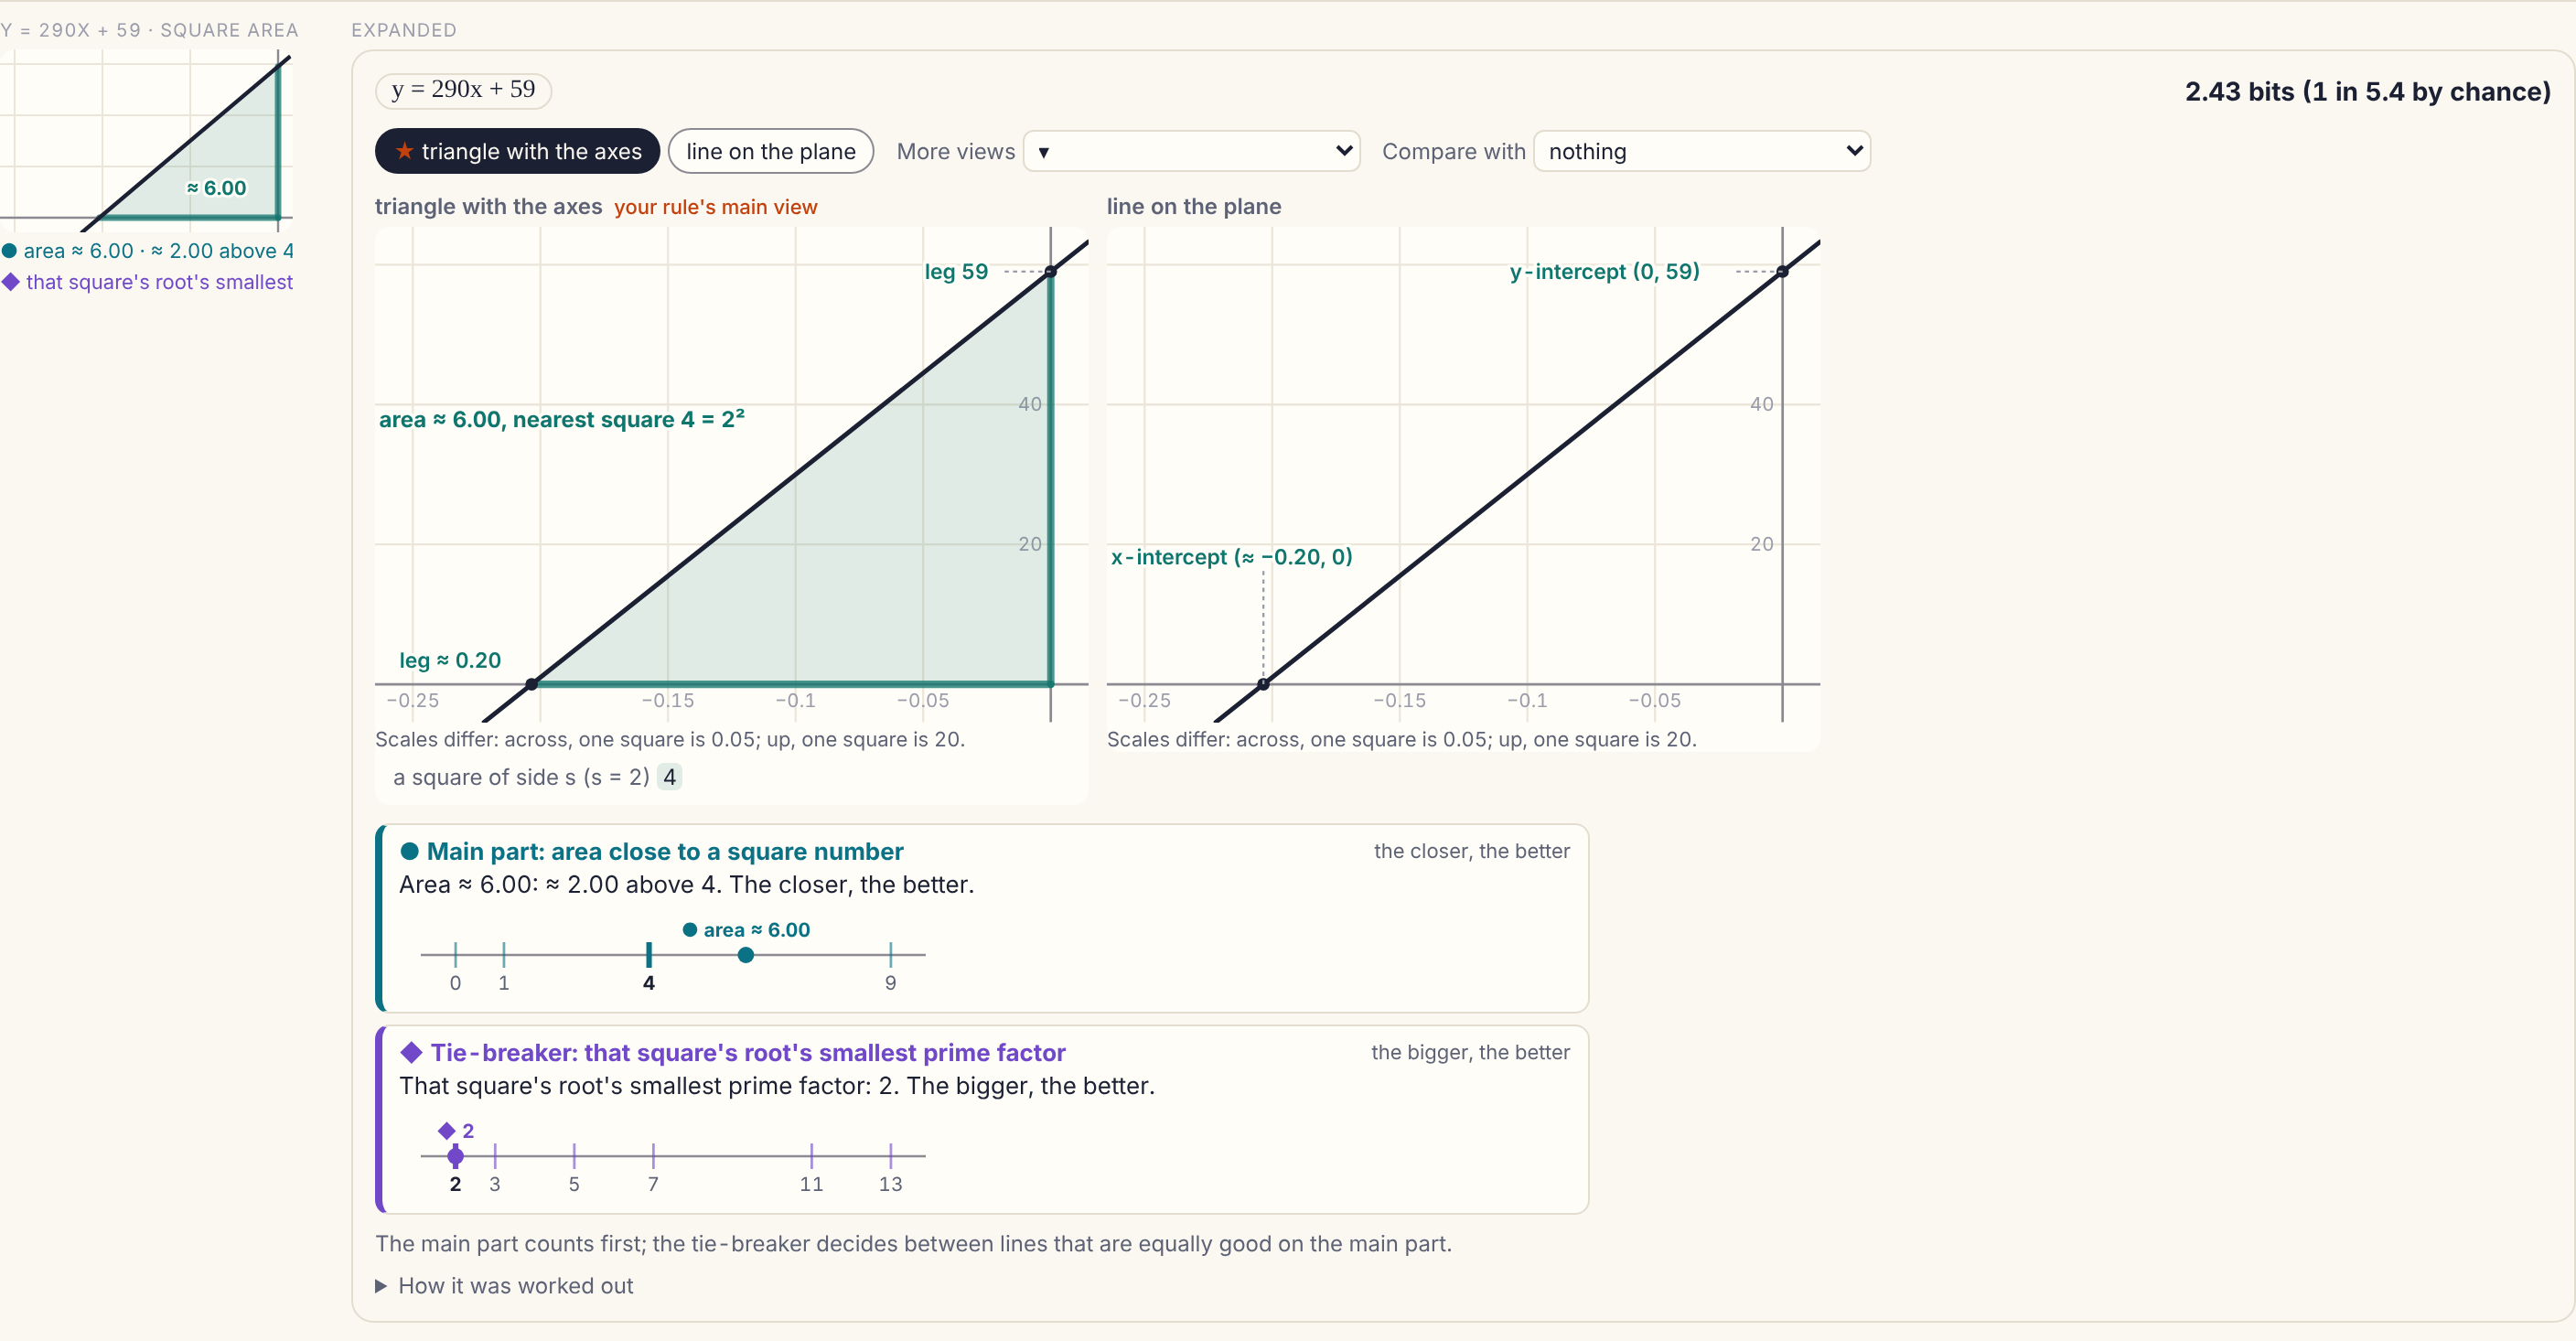 Y = 290X + 59 · SQUARE AREA
≈ 6.00
● area ≈ 6.00 · ≈ 2.00 above 4
◆ that square's root's smallest
EXPANDED
y = 290x + 59
2.43 bits (1 in 5.4 by chance)
★ triangle with the axes
line on the plane
More views ▾
Compare with nothing
triangle with the axes your rule's main view
leg 59
area ≈ 6.00, nearest square 4 = 2²
40
20
leg ≈ 0.20
−0.25 −0.15 −0.1 −0.05
Scales differ: across, one square is 0.05; up, one square is 20.
a square of side s (s = 2) 4
line on the plane
y-intercept (0, 59)
40
20
x-intercept (≈ −0.20, 0)
−0.25 −0.15 −0.1 −0.05
Scales differ: across, one square is 0.05; up, one square is 20.
● Main part: area close to a square number
the closer, the better
Area ≈ 6.00: ≈ 2.00 above 4. The closer, the better.
● area ≈ 6.00
0 1 4 9
◆ Tie-breaker: that square's root's smallest prime factor
the bigger, the better
That square's root's smallest prime factor: 2. The bigger, the better.
◆ 2
2 3 5 7 11 13
The main part counts first; the tie-breaker decides between lines that are equally good on the main part.
▶ How it was worked out